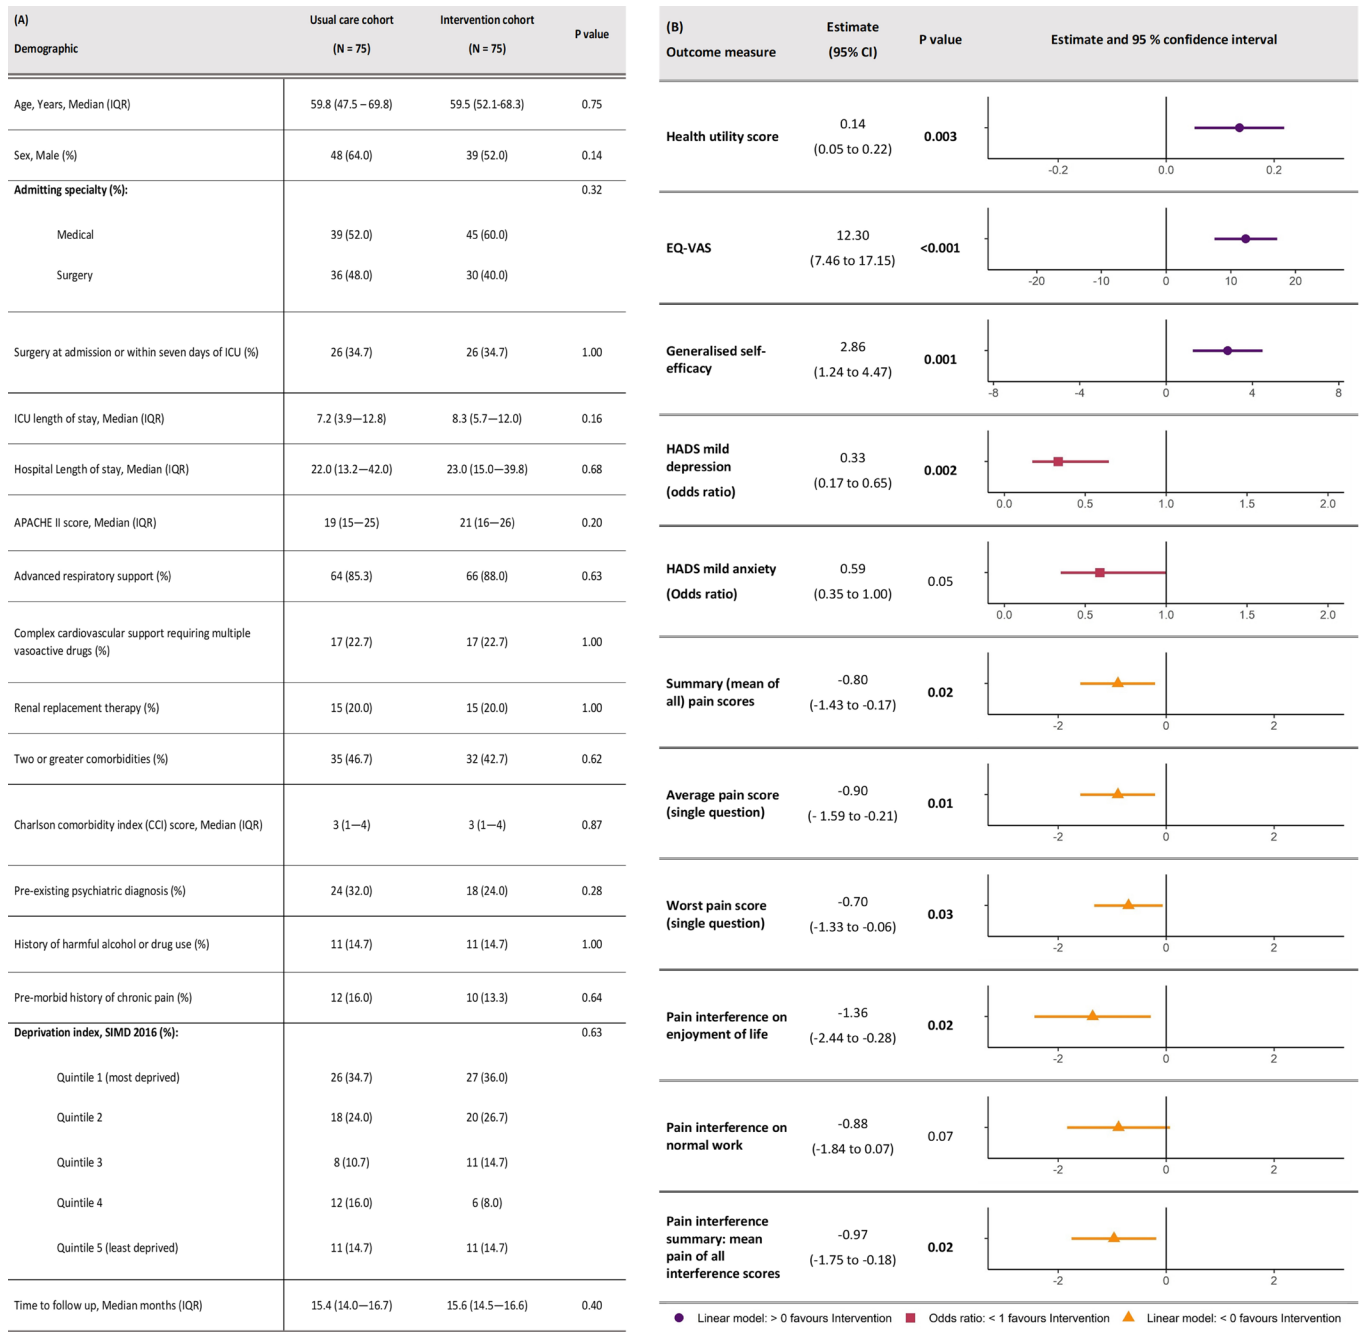 (A)
Demographic
Usual care cohort
(N = 75)
Intervention cohort
(N = 75)
P value
Age, Years, Median (IQR) 59.8 (47.5 – 69.8) 59.5 (52.1-68.3) 0.75
Sex, Male (%) 48 (64.0) 39 (52.0) 0.14
Admitting specialty (%): 0.32
Medical 39 (52.0) 45 (60.0)
Surgery 36 (48.0) 30 (40.0)
Surgery at admission or within seven days of ICU (%) 26 (34.7) 26 (34.7) 1.00
ICU length of stay, Median (IQR) 7.2 (3.9—12.8) 8.3 (5.7—12.0) 0.16
Hospital Length of stay, Median (IQR) 22.0 (13.2—42.0) 23.0 (15.0—39.8) 0.68
APACHE II score, Median (IQR) 19 (15—25) 21 (16—26) 0.20
Advanced respiratory support (%) 64 (85.3) 66 (88.0) 0.63
Complex cardiovascular support requiring multiple
vasoactive drugs (%) 17 (22.7) 17 (22.7) 1.00
Renal replacement therapy (%) 15 (20.0) 15 (20.0) 1.00
Two or greater comorbidities (%) 35 (46.7) 32 (42.7) 0.62
Charlson comorbidity index (CCI) score, Median (IQR) 3 (1—4) 3 (1—4) 0.87
Pre-existing psychiatric diagnosis (%) 24 (32.0) 18 (24.0) 0.28
History of harmful alcohol or drug use (%) 11 (14.7) 11 (14.7) 1.00
Pre-morbid history of chronic pain (%) 12 (16.0) 10 (13.3) 0.64
Deprivation index, SIMD 2016 (%): 0.63
Quintile 1 (most deprived) 26 (34.7) 27 (36.0)
Quintile 2 18 (24.0) 20 (26.7)
Quintile 3 8 (10.7) 11 (14.7)
Quintile 4 12 (16.0) 6 (8.0)
Quintile 5 (least deprived) 11 (14.7) 11 (14.7)
Time to follow up, Median months (IQR) 15.4 (14.0—16.7) 15.6 (14.5—16.6) 0.40
(B)
Outcome measure
Estimate
(95% CI)
P value
Estimate and 95 % confidence interval
Health utility score
0.14
(0.05 to 0.22)
0.003
-0.2 0.0 0.2
EQ-VAS
12.30
(7.46 to 17.15)
<0.001
-20 -10 0 10 20
Generalised self-
efficacy
2.86
(1.24 to 4.47)
0.001
-8 -4 0 4 8
HADS mild
depression
(odds ratio)
0.33
(0.17 to 0.65)
0.002
0.0 0.5 1.0 1.5 2.0
HADS mild anxiety
(Odds ratio)
0.59
(0.35 to 1.00)
0.05
0.0 0.5 1.0 1.5 2.0
Summary (mean of
all) pain scores
-0.80
(-1.43 to -0.17)
0.02
-2 0 2
Average pain score
(single question)
-0.90
(- 1.59 to -0.21)
0.01
-2 0 2
Worst pain score
(single question)
-0.70
(-1.33 to -0.06)
0.03
-2 0 2
Pain interference on
enjoyment of life
-1.36
(-2.44 to -0.28)
0.02
-2 0 2
Pain interference on
normal work
-0.88
(-1.84 to 0.07)
0.07
-2 0 2
Pain interference
summary: mean
pain of all
interference scores
-0.97
(-1.75 to -0.18)
0.02
-2 0 2
Linear model: > 0 favours Intervention Odds ratio: < 1 favours Intervention Linear model: < 0 favours Intervention